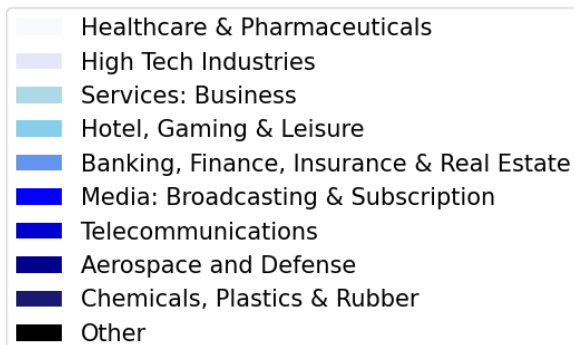 Healthcare & Pharmaceuticals
High Tech Industries
Services: Business
Hotel, Gaming & Leisure
Banking, Finance, Insurance & Real Estate
Media: Broadcasting & Subscription
Telecommunications
Aerospace and Defense
Chemicals, Plastics & Rubber
Other